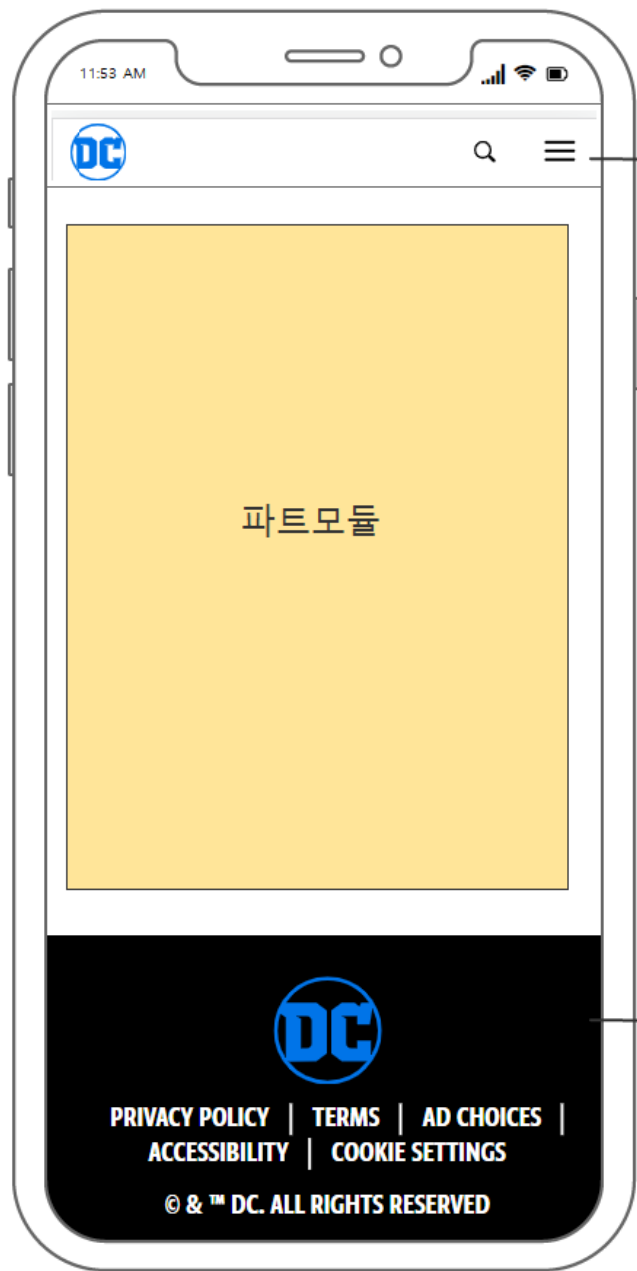 11:53 AM
DC
파트모듈
DC
PRIVACY POLICY | TERMS | AD CHOICES |
ACCESSIBILITY | COOKIE SETTINGS
© & ™ DC. ALL RIGHTS RESERVED